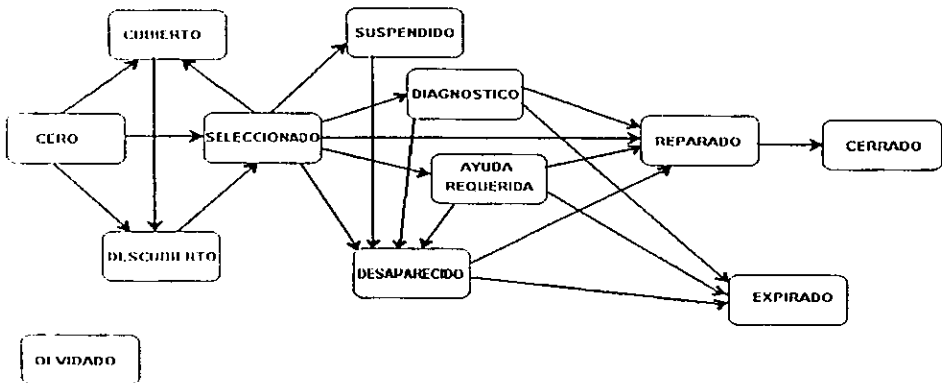 CUBIERTO
SUSPENDIDO
DIAGNOSTICO
CERO
SELECCIONADO
REPARADO
CERRADO
AYUDA
REQUERIDA
DESCUBIERTO
DESAPARECIDO
EXPIRADO
OLVIDADO